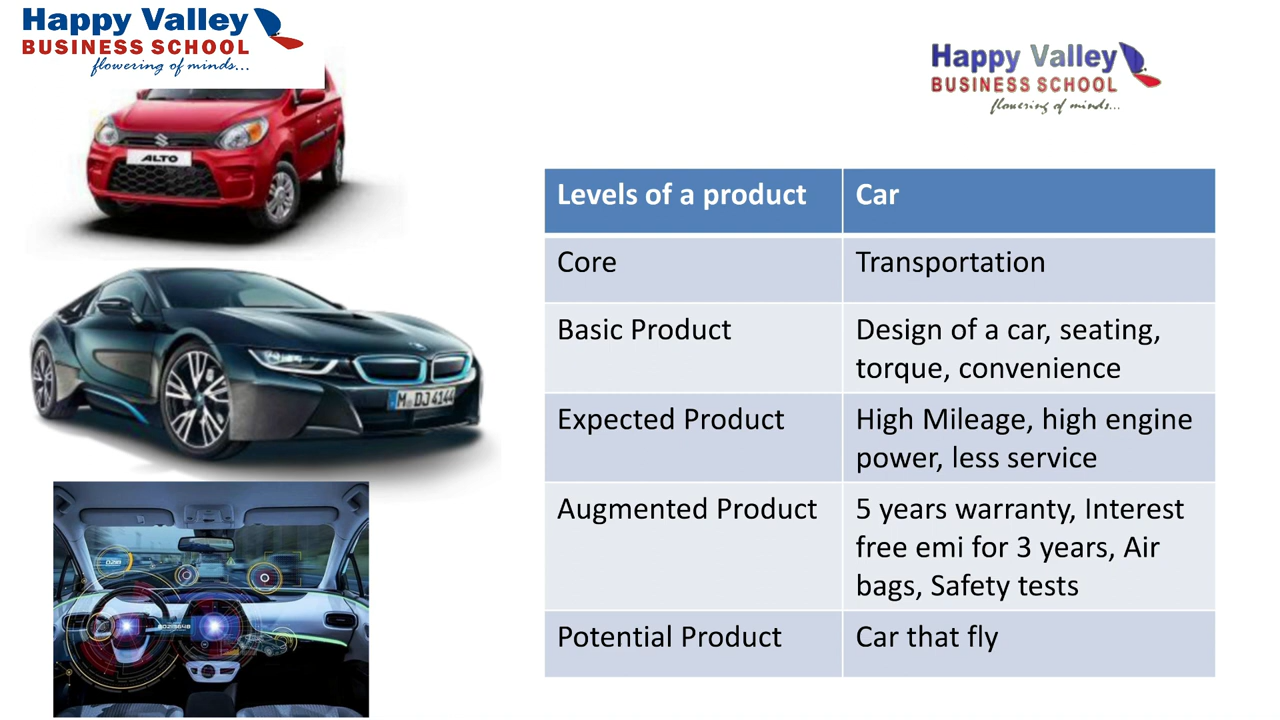 Happy Valley
BUSINESS SCHOOL
flowering of minds...
Happy Valley
BUSINESS SCHOOL
flowering of minds...
ALTO
M DJ 4144
Levels of a product
Car
Core
Transportation
Basic Product
Design of a car, seating,
torque, convenience
Expected Product
High Mileage, high engine
power, less service
Augmented Product
5 years warranty, Interest
free emi for 3 years, Air
bags, Safety tests
Potential Product
Car that fly